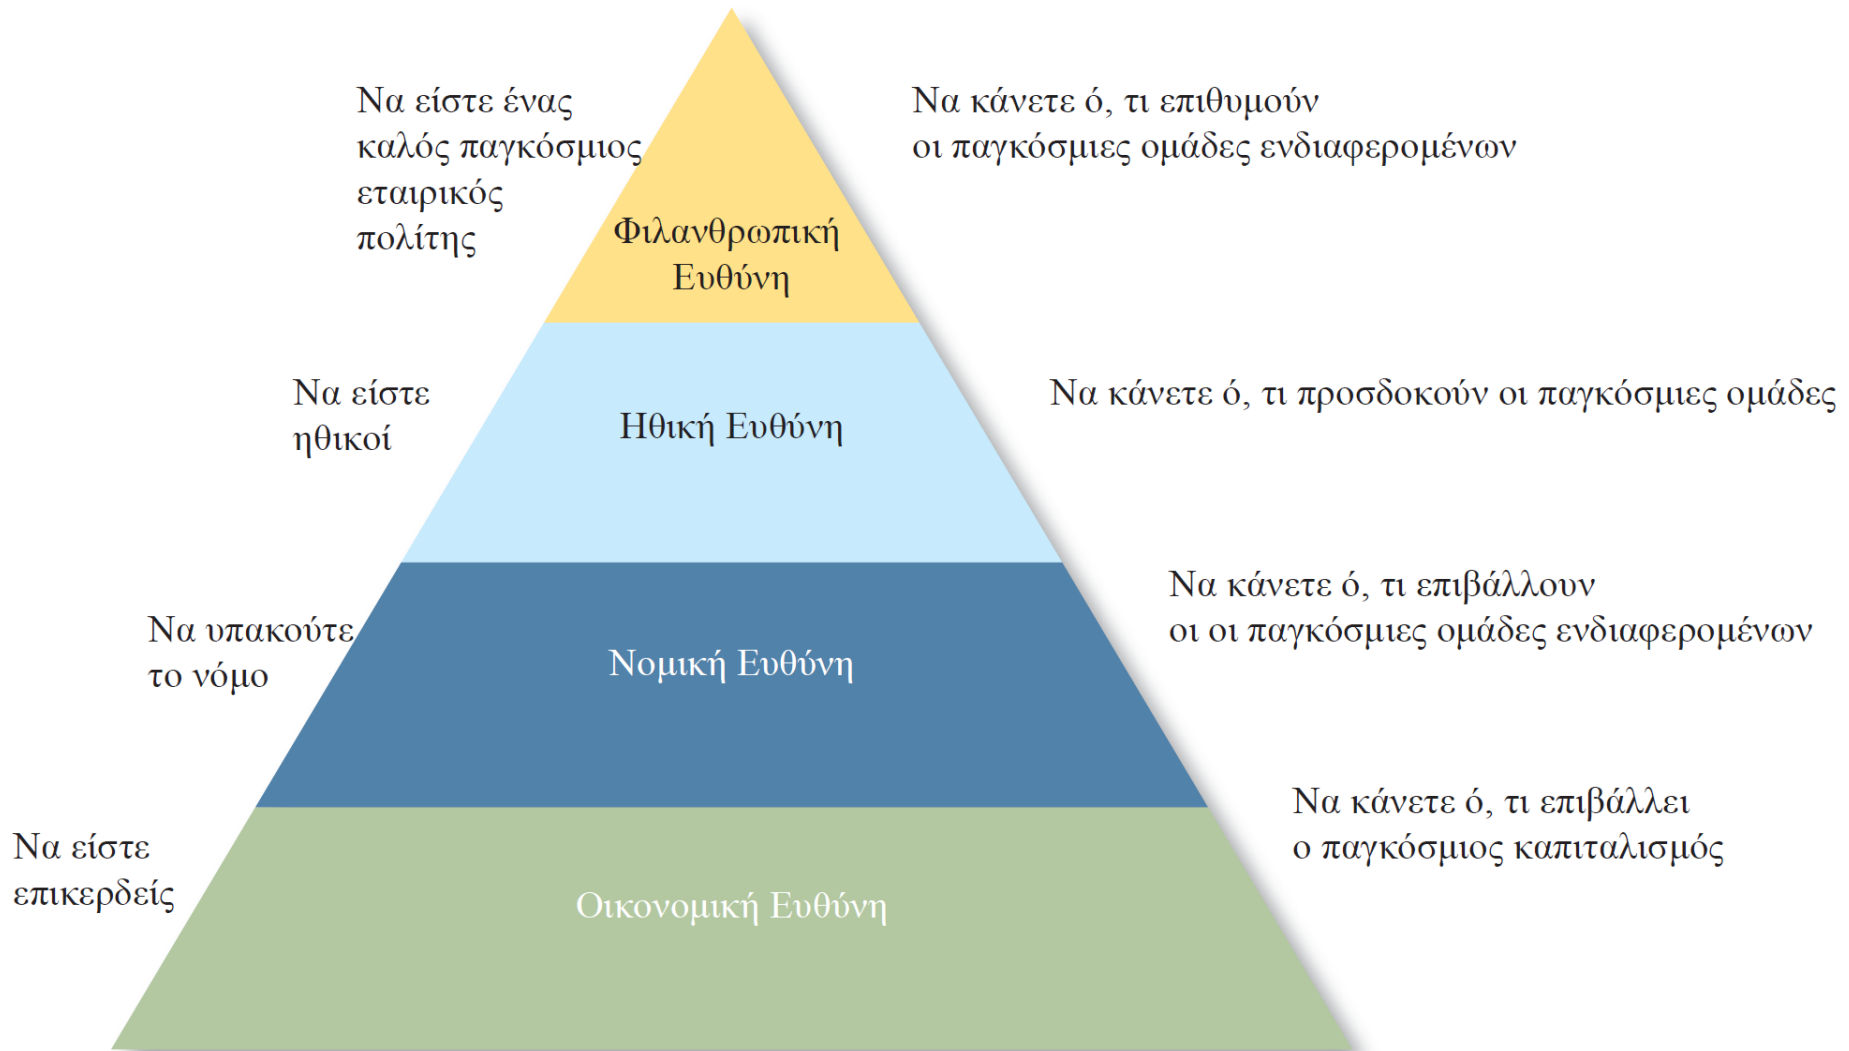 Να είστε ένας
καλός παγκόσμιος
εταιρικός
πολίτης
Φιλανθρωπική
Ευθύνη
Να κάνετε ό, τι επιθυμούν
οι παγκόσμιες ομάδες ενδιαφερομένων
Να είστε
ηθικοί
Ηθική Ευθύνη
Να κάνετε ό, τι προσδοκούν οι παγκόσμιες ομάδες
Να υπακούτε
το νόμο
Νομική Ευθύνη
Να κάνετε ό, τι επιβάλλουν
οι οι παγκόσμιες ομάδες ενδιαφερομένων
Να είστε
επικερδείς
Οικονομική Ευθύνη
Να κάνετε ό, τι επιβάλλει
ο παγκόσμιος καπιταλισμός